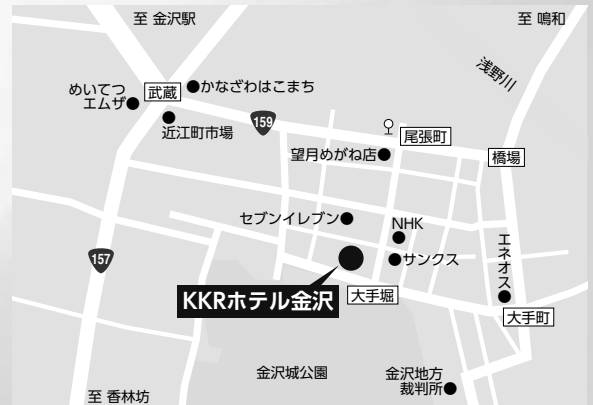 至 金沢駅
至 鳴和
浅野川
めいてつ
エムザ
武蔵
かなざわはこまち
近江町市場
159
尾張町
望月めがね店
橋場
セブンイレブン
NHK
サンクス
エネオス
157
KKRホテル金沢
大手堀
大手町
金沢城公園
金沢地方
裁判所
至 香林坊